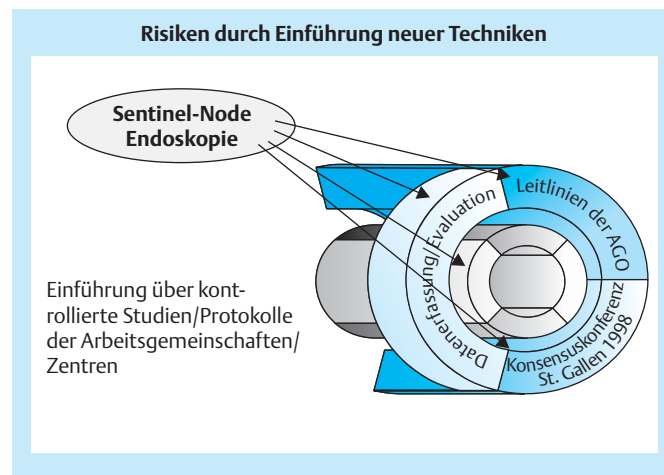 Risiken durch Einführung neuer Techniken
Sentinel-Node
Endoskopie
Leitlinien der AGO
Datenerfassung/Evaluation
Konsensuskonferenz
St. Gallen 1998
Einführung über kont-
rollierte Studien/Protokolle
der Arbeitsgemeinschaften/
Zentren